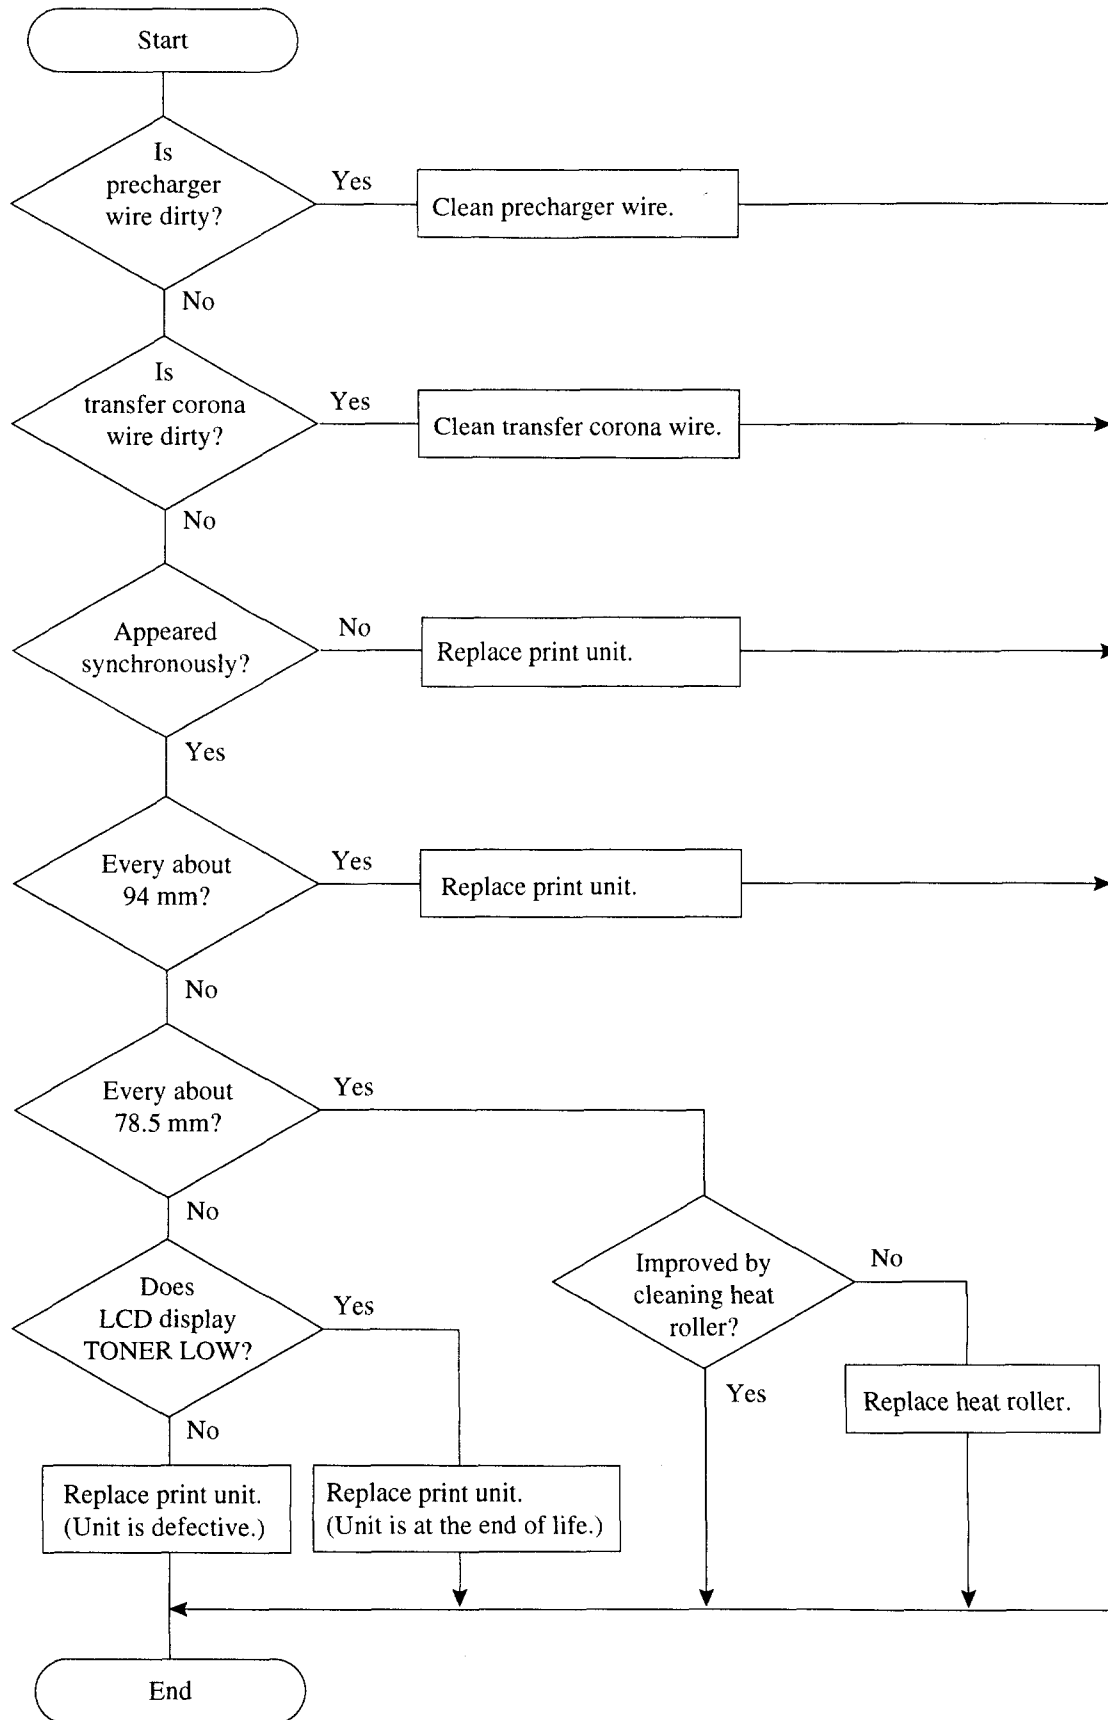 Start
Is
precharger
wire dirty?
Yes
Clean precharger wire.
No
Is
transfer corona
wire dirty?
Yes
Clean transfer corona wire.
No
Appeared
synchronously?
No
Replace print unit.
Yes
Every about
94 mm?
Yes
Replace print unit.
No
Every about
78.5 mm?
Yes
No
Improved by
cleaning heat
roller?
No
Yes
Replace heat roller.
Does
LCD display
TONER LOW?
Yes
No
Replace print unit.
(Unit is defective.)
Replace print unit.
(Unit is at the end of life.)
End